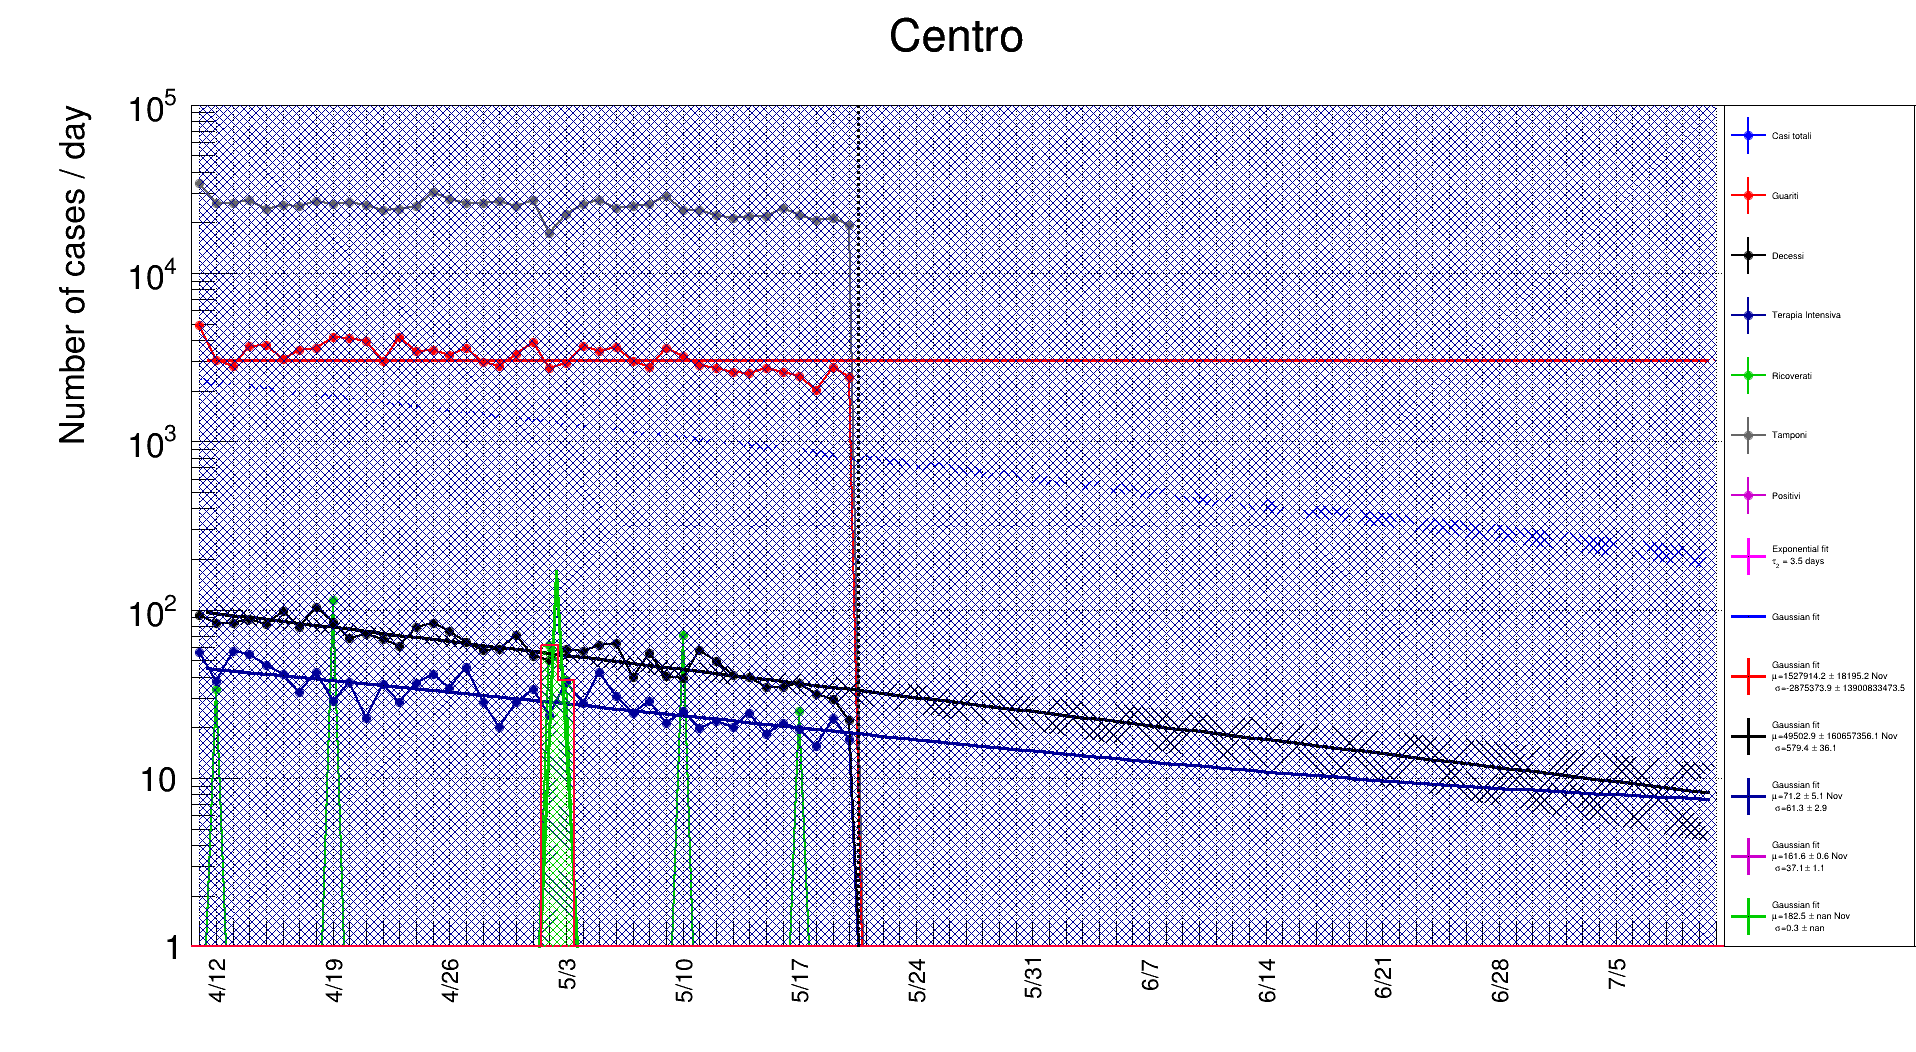 Centro
Number of cases / day
10^5
10^4
10^3
10^2
10
1
4/12
4/19
4/26
5/3
5/10
5/17
5/24
5/31
6/7
6/14
6/21
6/28
7/5
Casi totali
Guariti
Decessi
Terapia Intensiva
Ricoverati
Tamponi
Positivi
Exponential fit
τ₂ = 3.5 days
Gaussian fit
Gaussian fit
μ=1527914.2 ± 18195.2 Nov
σ=-2875373.9 ± 13900833473.5
Gaussian fit
μ=49502.9 ± 160657356.1 Nov
σ=579.4 ± 36.1
Gaussian fit
μ=71.2 ± 5.1 Nov
σ=61.3 ± 2.9
Gaussian fit
μ=161.6 ± 0.6 Nov
σ=37.1 ± 1.1
Gaussian fit
μ=182.5 ± nan Nov
σ=0.3 ± nan